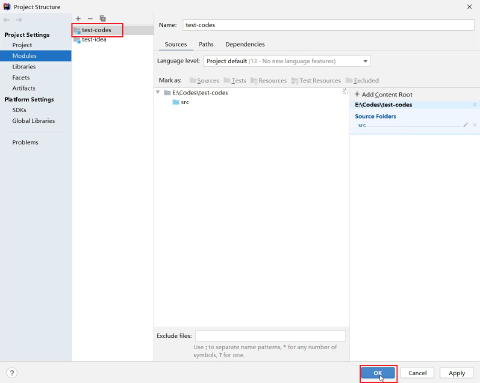 Project Structure
Project Settings
Project
Modules
Libraries
Facets
Artifacts
Platform Settings
SDKs
Global Libraries
Problems
test-codes
test-idea
Name: test-codes
Sources Paths Dependencies
Language level: Project default (13 - No new language features)
Mark as: Sources Tests Resources Test Resources Excluded
E:\Codes\test-codes
src
+ Add Content Root
E:\Codes\test-codes
Source Folders
src
Exclude files:
Use ; to separate name patterns, * for any number of
symbols, ? for one.
? OK Cancel Apply